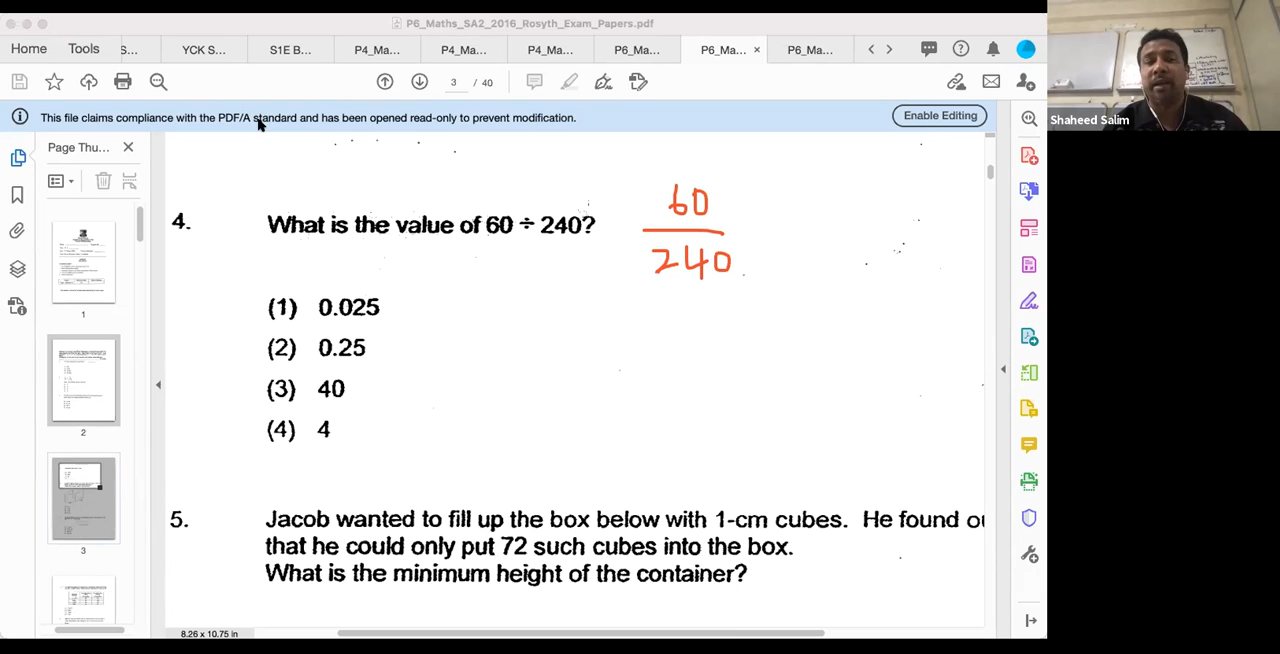 P6_Maths_SA2_2016_Rosyth_Exam_Papers.pdf
Home Tools S... YCK S... S1E B... P4_Ma... P4_Ma... P4_Ma... P6_Ma... P6_Ma... × P6_Ma...
3 / 40
This file claims compliance with the PDF/A standard and has been opened read-only to prevent modification. Enable Editing
Shaheed Salim
Page Thu...
4. What is the value of 60 ÷ 240?
60
240
(1) 0.025
(2) 0.25
(3) 40
(4) 4
1
2
3
5. Jacob wanted to fill up the box below with 1-cm cubes. He found ou
that he could only put 72 such cubes into the box.
What is the minimum height of the container?
8.26 x 10.75 in